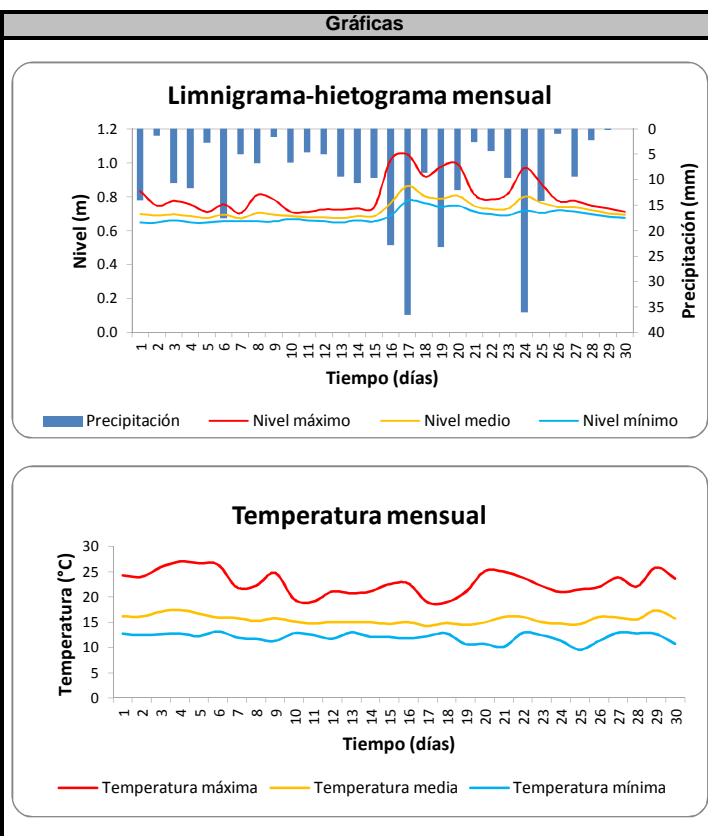 Gráficas
Limnigrama-hietograma mensual
Nivel (m)
1.2
1.0
0.8
0.6
0.4
0.2
0.0
0
5
10
15
20
25
30
35
40
Precipitación (mm)
1 2 3 4 5 6 7 8 9 10 11 12 13 14 15 16 17 18 19 20 21 22 23 24 25 26 27 28 29 30
Tiempo (días)
Precipitación Nivel máximo Nivel medio Nivel mínimo
Temperatura mensual
Temperatura (°C)
30
25
20
15
10
5
0
1 2 3 4 5 6 7 8 9 10 11 12 13 14 15 16 17 18 19 20 21 22 23 24 25 26 27 28 29 30
Tiempo (días)
Temperatura máxima Temperatura media Temperatura mínima